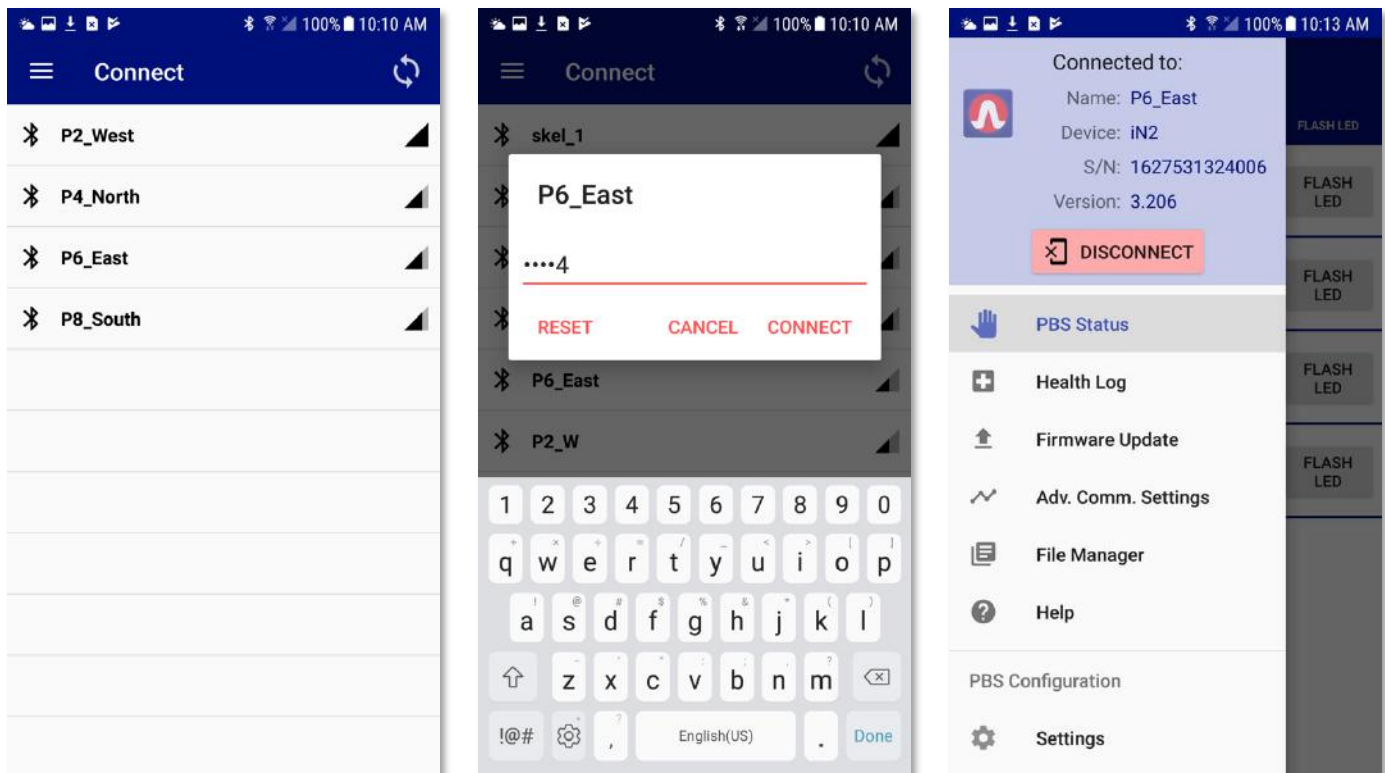 100% 10:10 AM
Connect
P2_West
P4_North
P6_East
P8_South
100% 10:10 AM
Connect
skel_1
P6_East
••••4
RESET CANCEL CONNECT
P6_East
P2_W
1 2 3 4 5 6 7 8 9 0
q w e r t y u i o p
a s d f g h j k l
z x c v b n m
!@# , English(US) . Done
100% 10:13 AM
Connected to:
Name: P6_East
Device: iN2
S/N: 1627531324006
Version: 3.206
DISCONNECT
PBS Status
Health Log
Firmware Update
Adv. Comm. Settings
File Manager
Help
PBS Configuration
Settings
FLASH LED
FLASH
LED
FLASH
LED
FLASH
LED
FLASH
LED